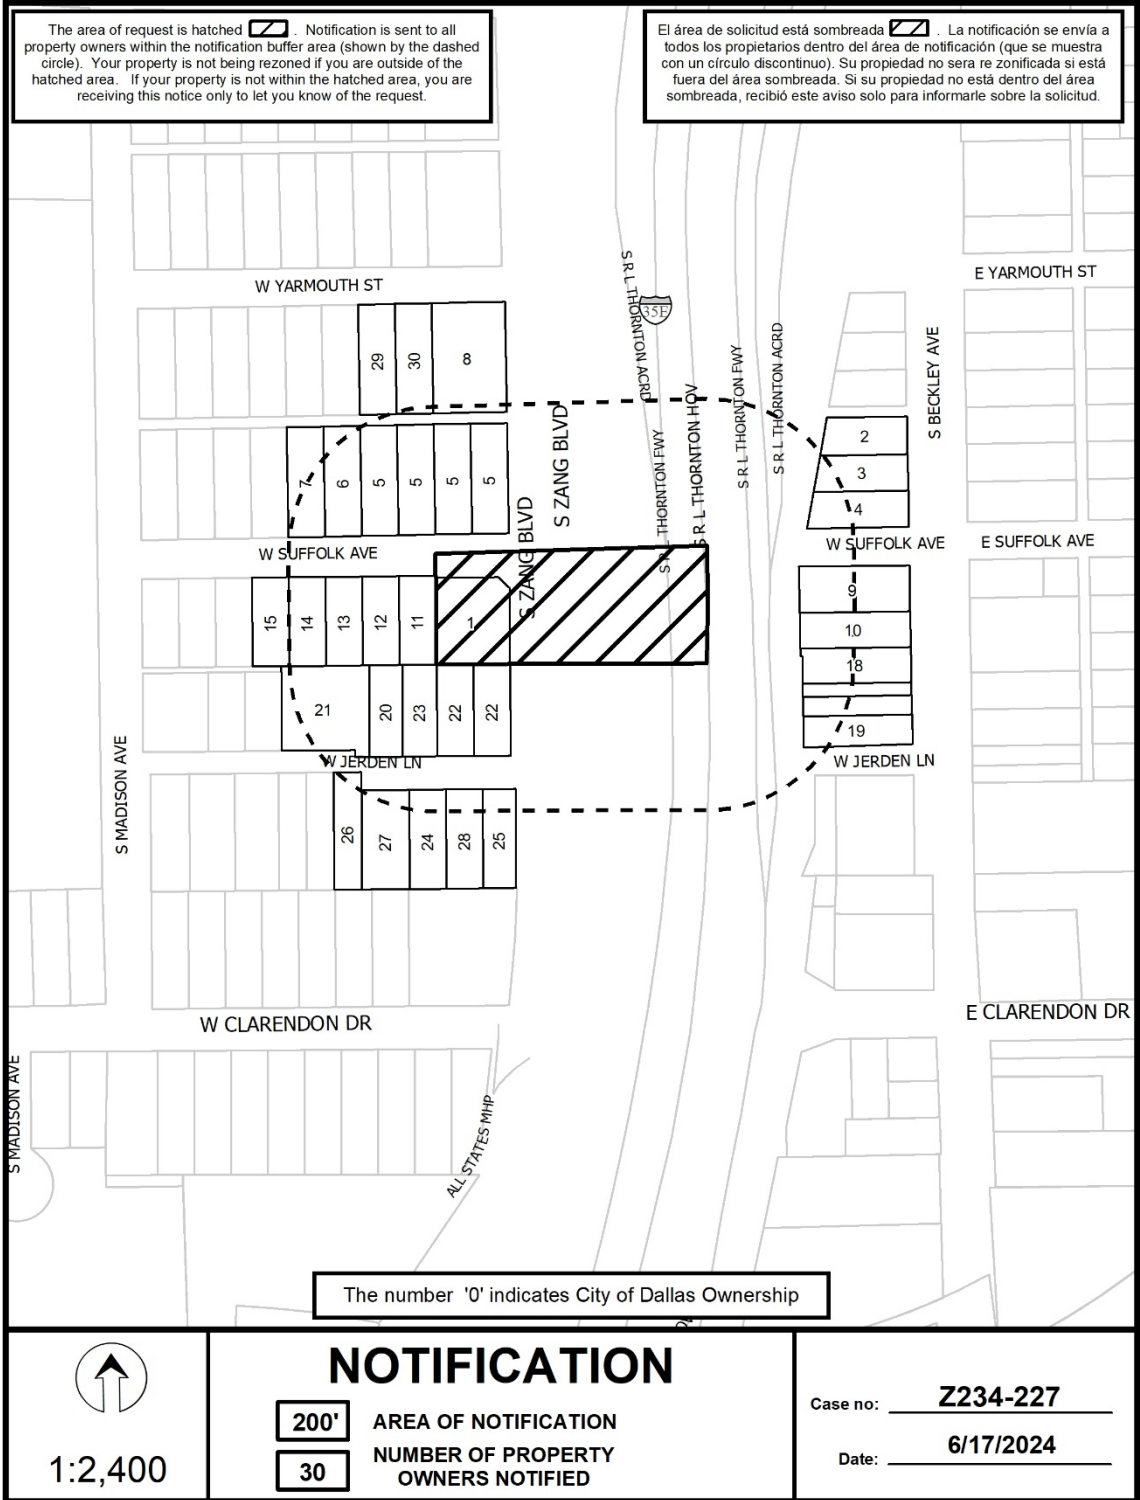 The area of request is hatched . Notification is sent to all
property owners within the notification buffer area (shown by the dashed
circle). Your property is not being rezoned if you are outside of the
hatched area. If your property is not within the hatched area, you are
receiving this notice only to let you know of the request.
El área de solicitud está sombreada . La notificación se envía a
todos los propietarios dentro del área de notificación (que se muestra
con un círculo discontinuo). Su propiedad no sera re zonificada si está
fuera del área sombreada. Si su propiedad no está dentro del área
sombreada, recibió este aviso solo para informarle sobre la solicitud.
W YARMOUTH ST
E YARMOUTH ST
S R L THORNTON ACRD
35E
S R L THORNTON FWY
S R L THORNTON ACRD
S BECKLEY AVE
29
30
8
S R L THORNTON HOV
S ZANG BLVD
THORNTON FWY
2
3
4
7
6
5
5
5
5
S ZANG BLVD
W SUFFOLK AVE
W SUFFOLK AVE
E SUFFOLK AVE
15
14
13
12
11
1
9
10
18
21
20
23
22
22
19
W JERDEN LN
W JERDEN LN
S MADISON AVE
26
27
24
28
25
W CLARENDON DR
E CLARENDON DR
S MADISON AVE
ALL STATES MHP
The number '0' indicates City of Dallas Ownership
1:2,400
NOTIFICATION
200' AREA OF NOTIFICATION
30 NUMBER OF PROPERTY
OWNERS NOTIFIED
Case no: Z234-227
Date: 6/17/2024